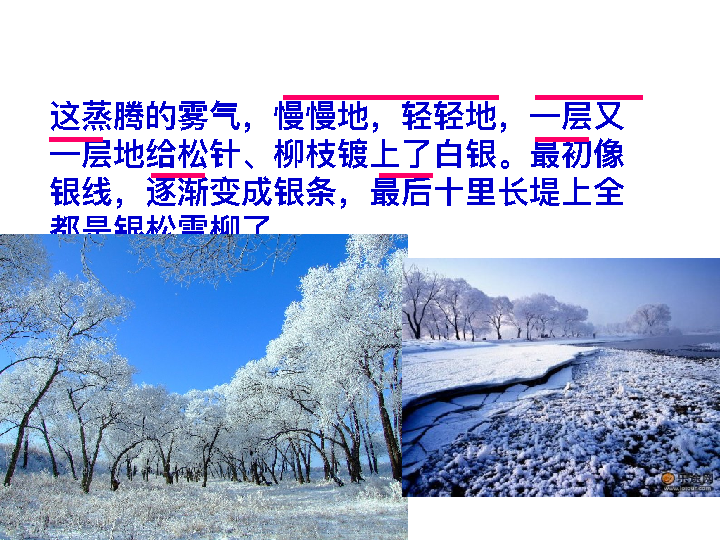 这蒸腾的雾气，慢慢地，轻轻地，一层又
一层地给松针、柳枝镀上了白银。最初像
银线，逐渐变成银条，最后十里长堤上全
都是银松雪柳了